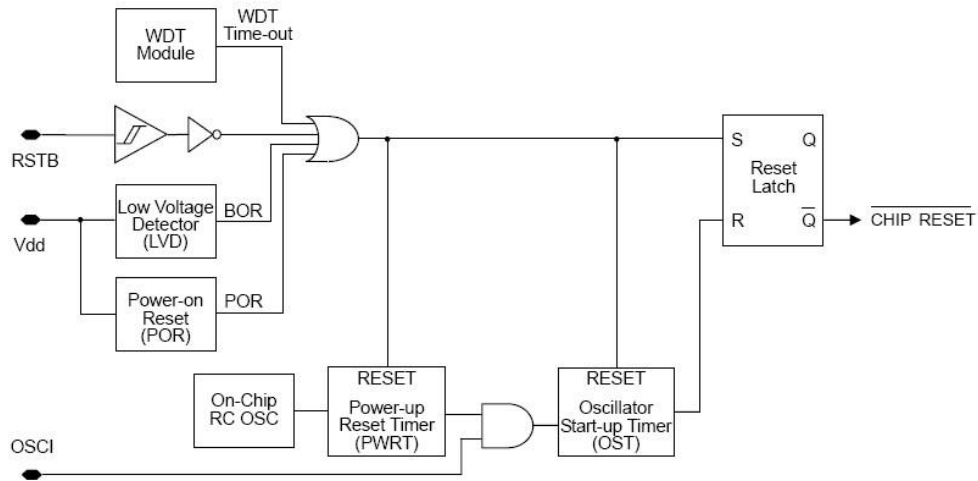 WDT
Module
WDT
Time-out
RSTB
Low Voltage
Detector
(LVD)
BOR
Vdd
Power-on
Reset
(POR)
POR
S
Q
Reset
Latch
R
Q
CHIP RESET
On-Chip
RC OSC
RESET
Power-up
Reset Timer
(PWRT)
RESET
Oscillator
Start-up Timer
(OST)
OSCI